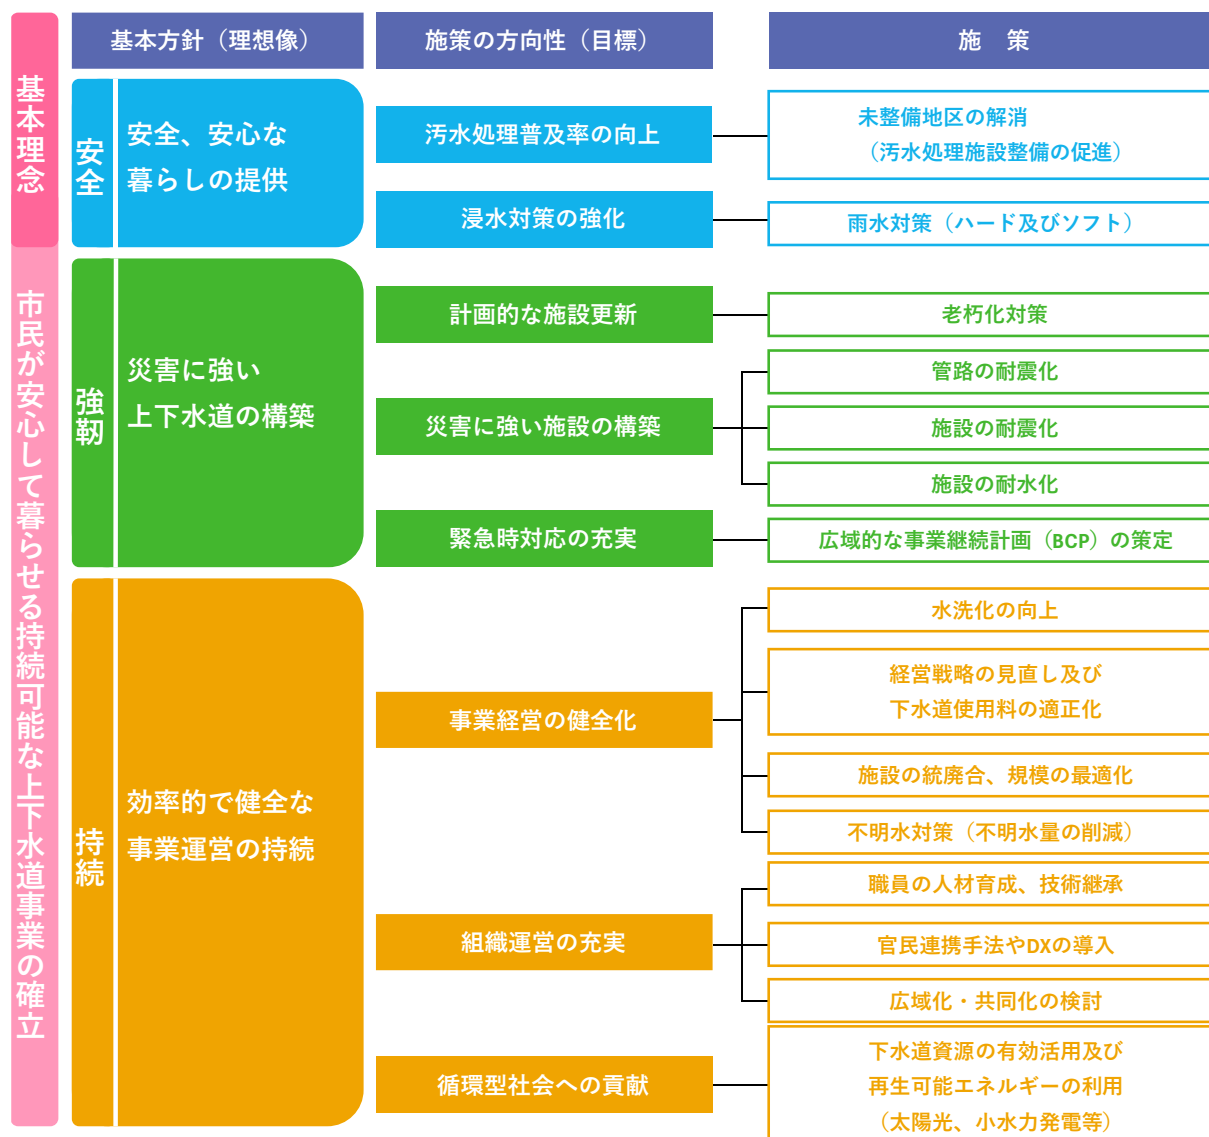 基本理念
市民が安心して暮らせる持続可能な上下水道事業の確立
基本方針（理想像）
施策の方向性（目標）
施　策
安全
安全、安心な
暮らしの提供
汚水処理普及率の向上
未整備地区の解消
（汚水処理施設整備の促進）
浸水対策の強化
雨水対策（ハード及びソフト）
強靭
災害に強い
上下水道の構築
計画的な施設更新
老朽化対策
災害に強い施設の構築
管路の耐震化
施設の耐震化
施設の耐水化
緊急時対応の充実
広域的な事業継続計画（BCP）の策定
持続
効率的で健全な
事業運営の持続
事業経営の健全化
水洗化の向上
経営戦略の見直し及び
下水道使用料の適正化
施設の統廃合、規模の最適化
不明水対策（不明水量の削減）
組織運営の充実
職員の人材育成、技術継承
官民連携手法やDXの導入
広域化・共同化の検討
循環型社会への貢献
下水道資源の有効活用及び
再生可能エネルギーの利用
（太陽光、小水力発電等）